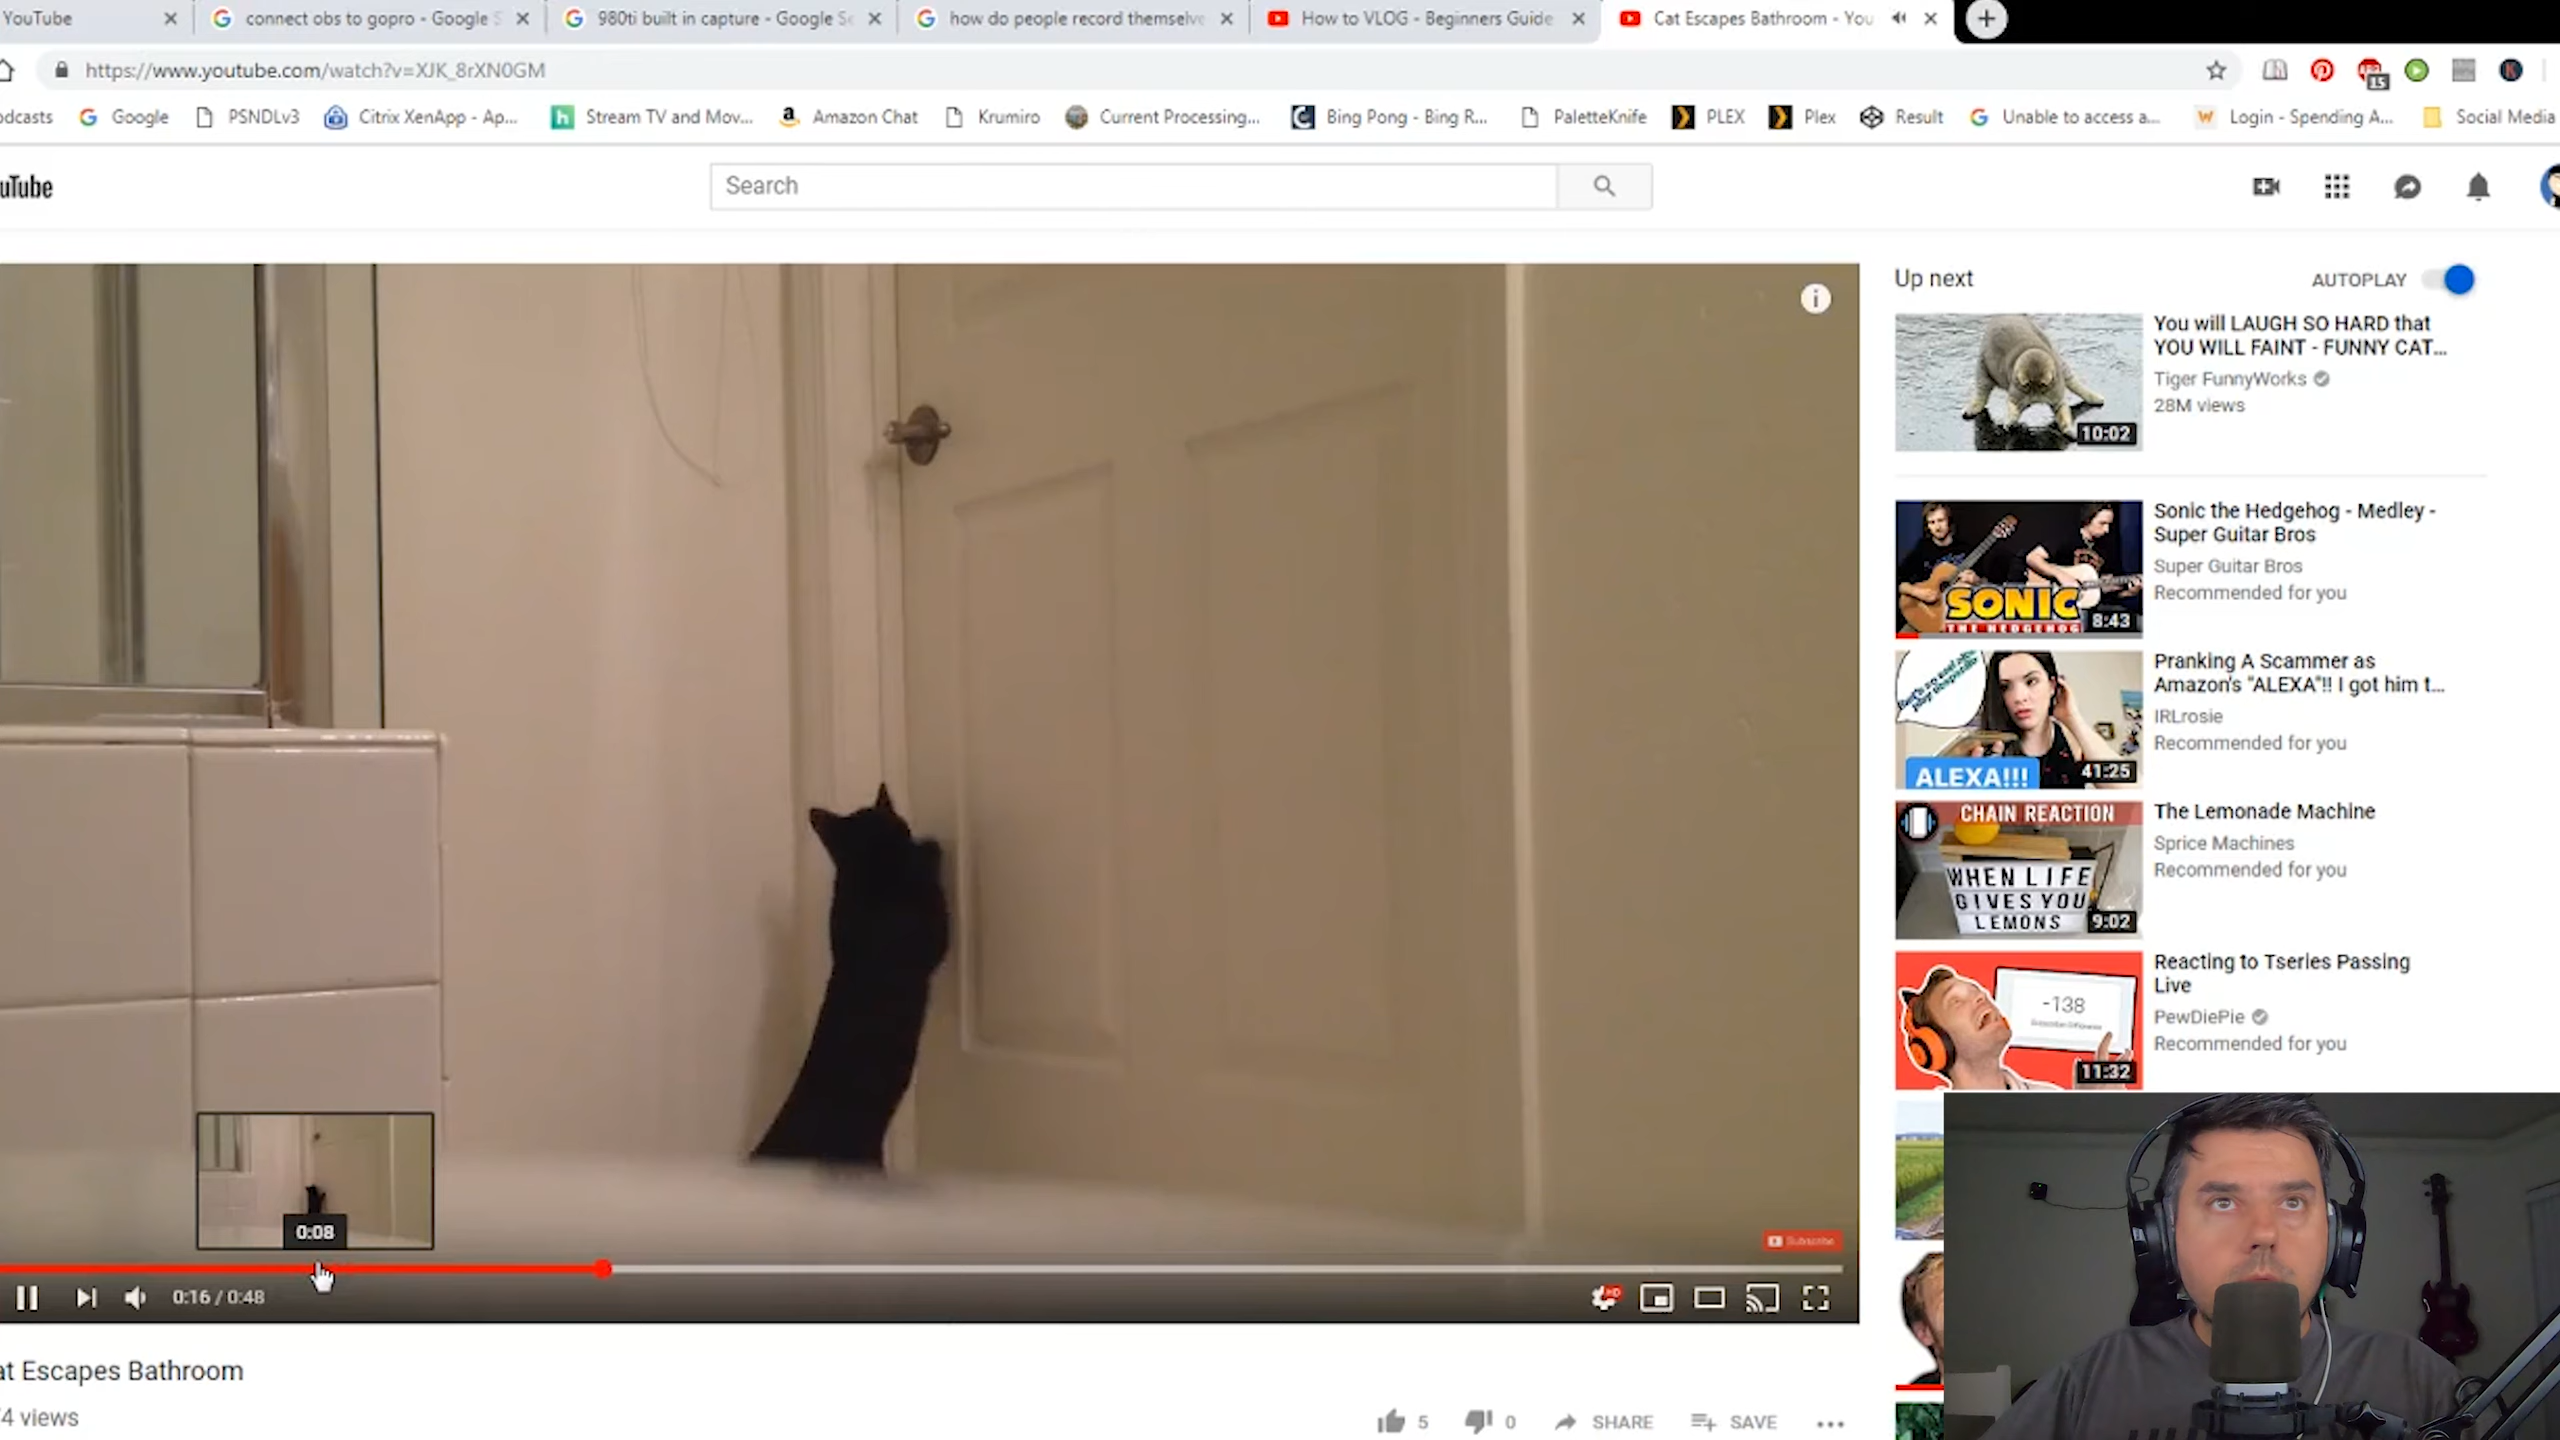 YouTube
connect obs to gopro - Google S
980ti built in capture - Google Se
how do people record themselve
How to VLOG - Beginners Guide
Cat Escapes Bathroom - You
https://www.youtube.com/watch?v=XJK_8rXN0GM
15
odcasts
Google
PSNDLv3
Citrix XenApp - Ap...
Stream TV and Mov...
Amazon Chat
Krumiro
Current Processing...
Bing Pong - Bing R...
PaletteKnife
PLEX
Plex
Result
Unable to access a...
Login - Spending A...
Social Media
uTube
Search
Up next
AUTOPLAY
You will LAUGH SO HARD that
YOU WILL FAINT - FUNNY CAT...
Tiger FunnyWorks
28M views
10:02
Sonic the Hedgehog - Medley -
Super Guitar Bros
Super Guitar Bros
Recommended for you
SONIC
THE HEDGEHOG
8:43
Pranking A Scammer as
Amazon's "ALEXA"!! I got him t...
IRLrosie
Recommended for you
ALEXA!!!
41:25
CHAIN REACTION
WHEN LIFE
GIVES YOU
LEMONS
9:02
The Lemonade Machine
Sprice Machines
Recommended for you
Reacting to Tseries Passing
Live
PewDiePie
Recommended for you
-138
11:32
0:08
Subscribe
0:16 / 0:48
HD
at Escapes Bathroom
4 views
5
0
SHARE
SAVE